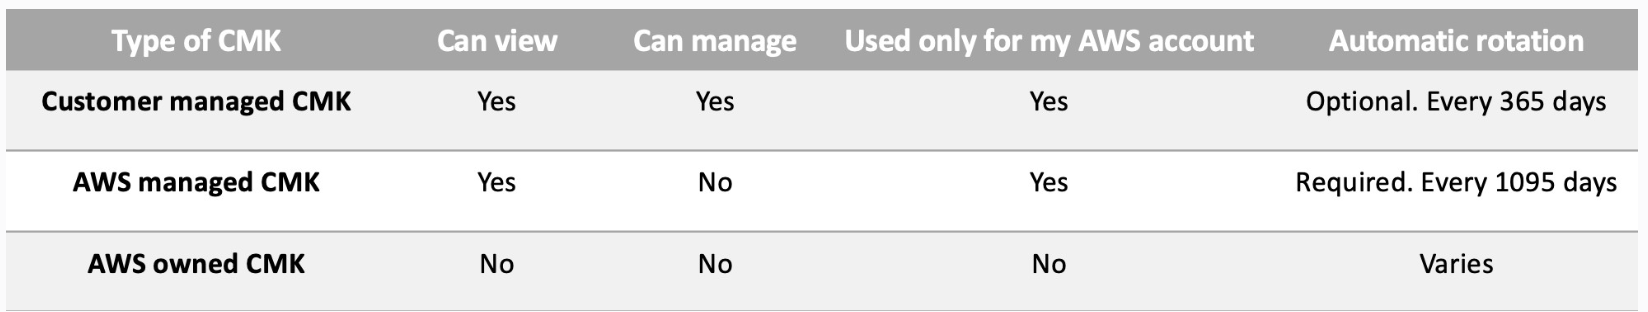 Type of CMK Can view Can manage Used only for my AWS account Automatic rotation
Customer managed CMK Yes Yes Yes Optional. Every 365 days
AWS managed CMK Yes No Yes Required. Every 1095 days
AWS owned CMK No No No Varies